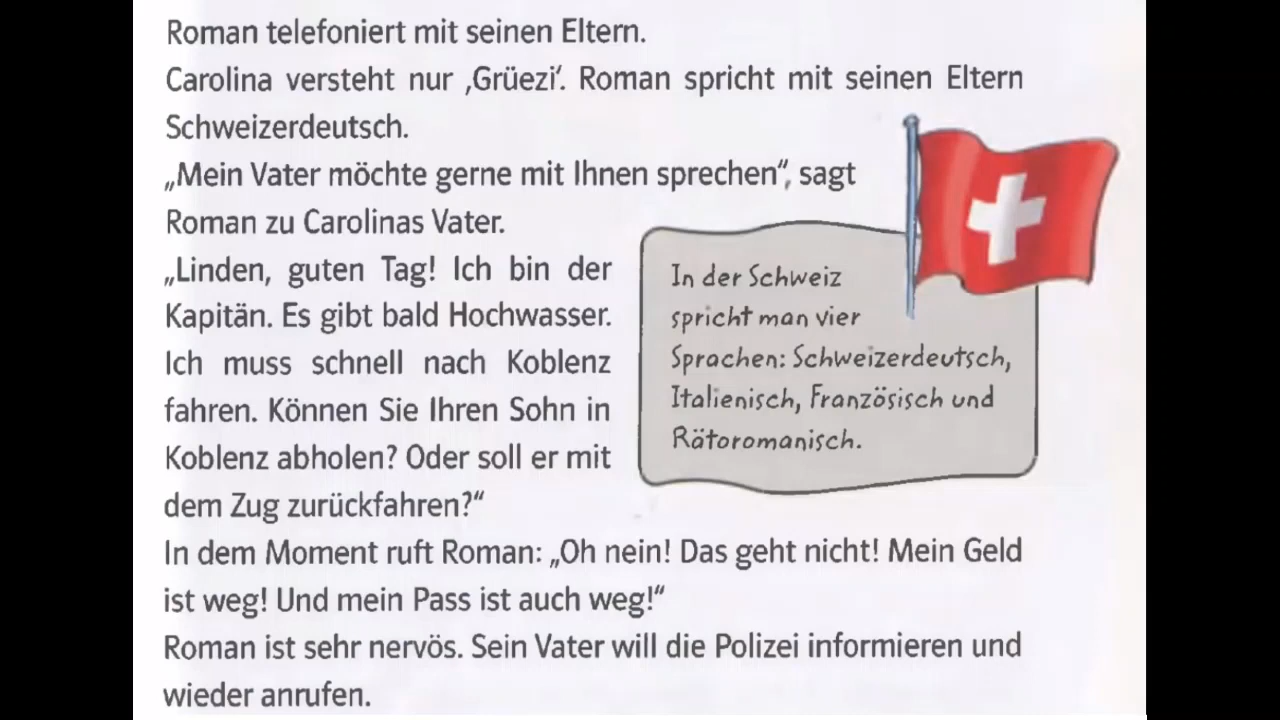 Roman telefoniert mit seinen Eltern.
Carolina versteht nur ‚Grüezi‘. Roman spricht mit seinen Eltern
Schweizerdeutsch.
„Mein Vater möchte gerne mit Ihnen sprechen“, sagt
Roman zu Carolinas Vater.
„Linden, guten Tag! Ich bin der
Kapitän. Es gibt bald Hochwasser.
Ich muss schnell nach Koblenz
fahren. Können Sie Ihren Sohn in
Koblenz abholen? Oder soll er mit
dem Zug zurückfahren?“
In der Schweiz
spricht man vier
Sprachen: Schweizerdeutsch,
Italienisch, Französisch und
Rätoromanisch.
In dem Moment ruft Roman: „Oh nein! Das geht nicht! Mein Geld
ist weg! Und mein Pass ist auch weg!“
Roman ist sehr nervös. Sein Vater will die Polizei informieren und
wieder anrufen.